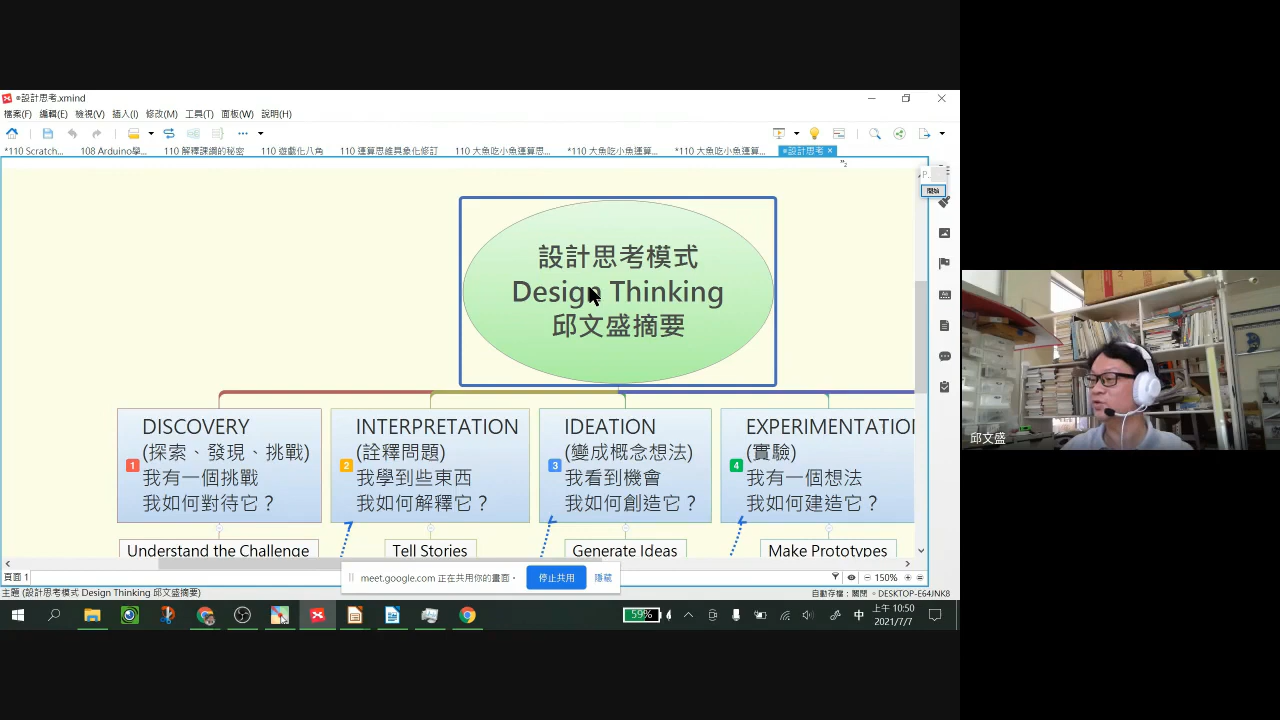 *設計思考.xmind
檔案(F) 編輯(E) 檢視(V) 插入(I) 修改(M) 工具(T) 面板(W) 說明(H)
*110 Scratch... 108 Arduino學... 110 解釋課綱的秘密 110 遊戲化八角 110 運算思維具象化修訂 110 大魚吃小魚運算思... *110 大魚吃小魚運算... *110 大魚吃小魚運算... *設計思考
開始
設計思考模式
Design Thinking
邱文盛摘要
DISCOVERY
(探索、發現、挑戰)
1
我有一個挑戰
我如何對待它？
INTERPRETATION
(詮釋問題)
2
我學到些東西
我如何解釋它？
IDEATION
(變成概念想法)
3
我看到機會
我如何創造它？
EXPERIMENTATION
(實驗)
4
我有一個想法
我如何建造它？
Understand the Challenge
Tell Stories
Generate Ideas
Make Prototypes
邱文盛
meet.google.com 正在共用你的畫面。 停止共用 隱藏
頁面 1
150%
主題 (設計思考模式 Design Thinking 邱文盛摘要)
自動存檔：關閉 DESKTOP-E64JNK8
59%
中
上午 10:50
2021/7/7